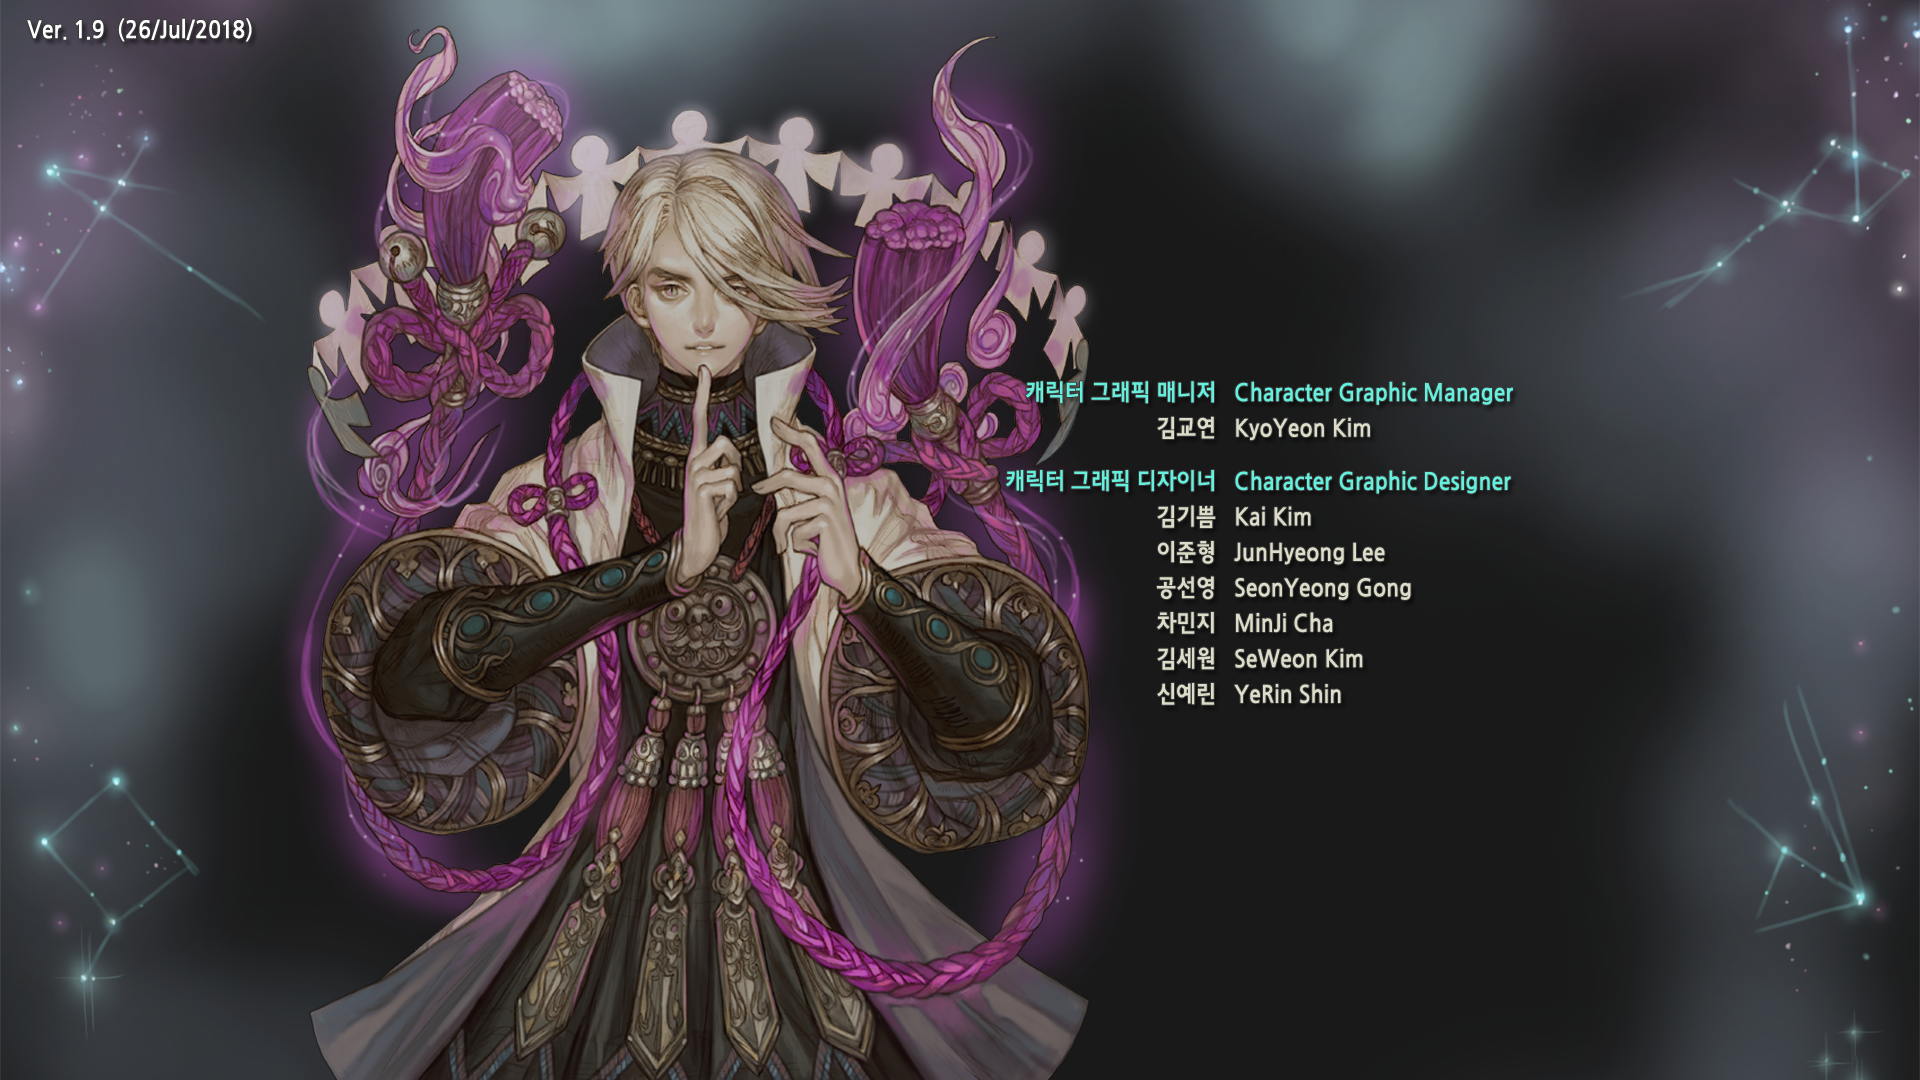 Ver. 1.9 (26/Jul/2018)
캐릭터 그래픽 매니저 Character Graphic Manager
김교연 KyoYeon Kim
캐릭터 그래픽 디자이너 Character Graphic Designer
김기쁨 Kai Kim
이준형 JunHyeong Lee
공선영 SeonYeong Gong
차민지 MinJi Cha
김세원 SeWeon Kim
신예린 YeRin Shin